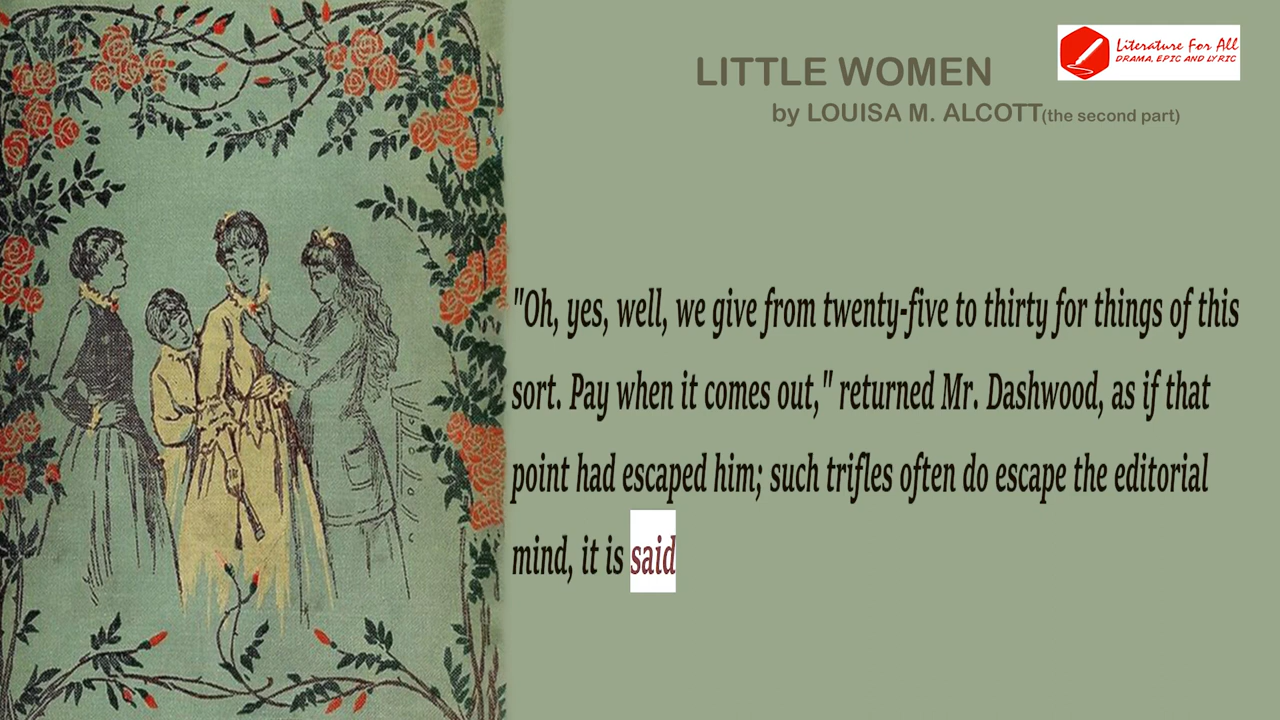 LITTLE WOMEN
by LOUISA M. ALCOTT(the second part)
Literature For All
DRAMA, EPIC AND LYRIC
"Oh, yes, well, we give from twenty-five to thirty for things of this
sort. Pay when it comes out," returned Mr. Dashwood, as if that
point had escaped him; such trifles often do escape the editorial
mind, it is said